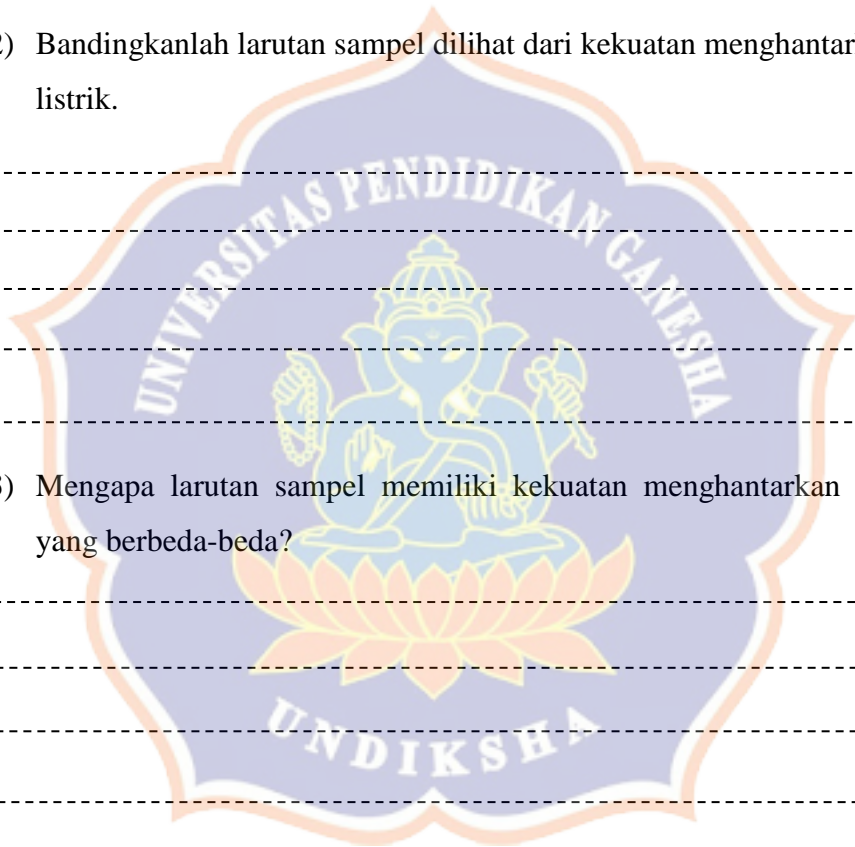 2) Bandingkanlah larutan sampel dilihat dari kekuatan menghantar
listrik.
UNIVERSITAS PENDIDIKAN GANESHA
3) Mengapa larutan sampel memiliki kekuatan menghantarkan
yang berbeda-beda?
UNDIKSHA